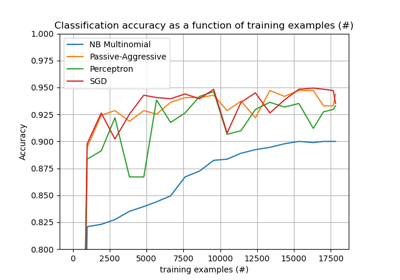 Classification accuracy as a function of training examples (#)
NB Multinomial
Passive-Aggressive
Perceptron
SGD
Accuracy
1.000
0.975
0.950
0.925
0.900
0.875
0.850
0.825
0.800
0 2500 5000 7500 10000 12500 15000 17500
training examples (#)